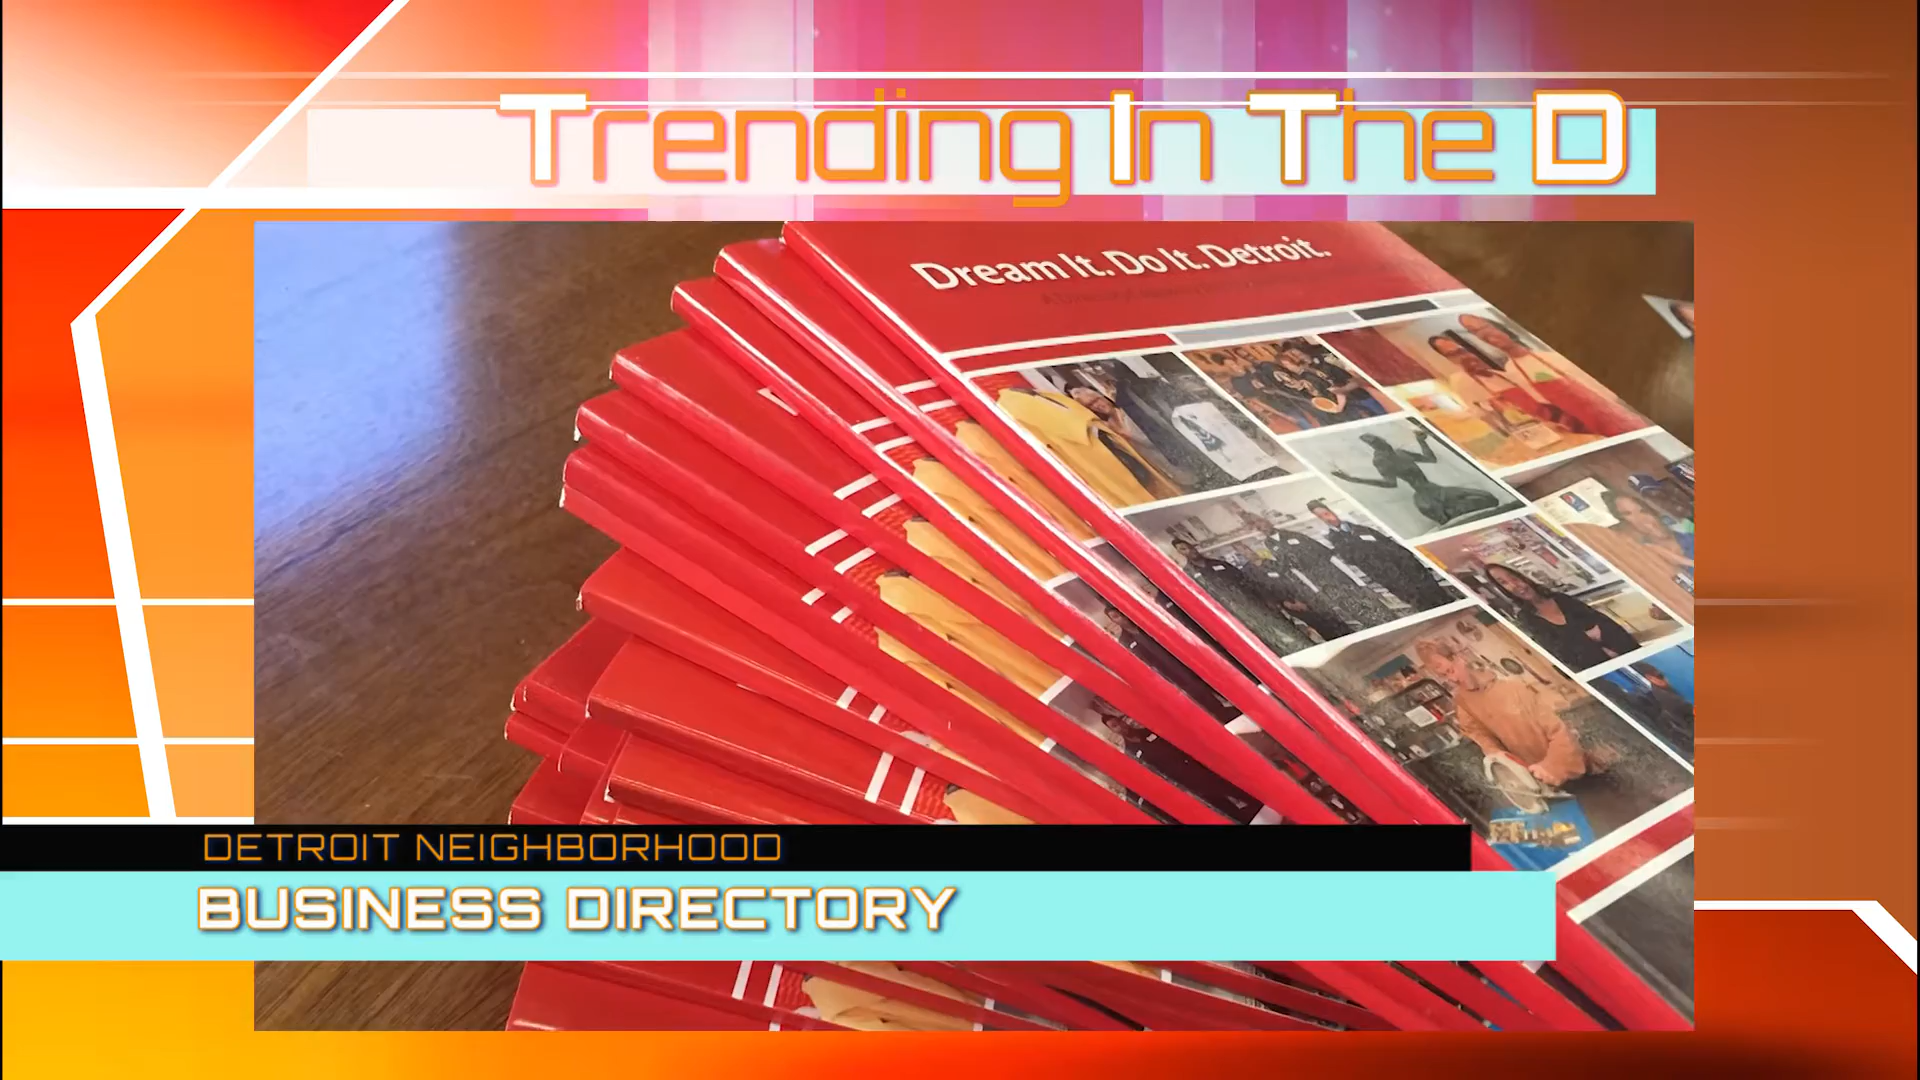 Trending In The D
Dream It. Do It. Detroit.
DETROIT NEIGHBORHOOD
BUSINESS DIRECTORY